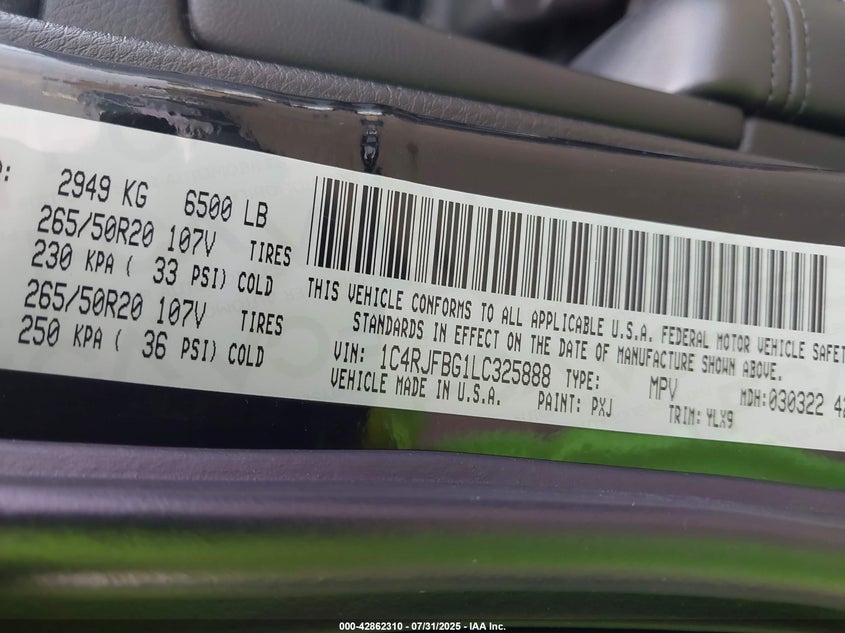 2949 KG 6500 LB
265/50R20 107V TIRES
230 KPA ( 33 PSI) COLD
265/50R20 107V TIRES
250 KPA ( 36 PSI) COLD
THIS VEHICLE CONFORMS TO ALL APPLICABLE U.S.A. FEDERAL MOTOR VEHICLE SAFET
STANDARDS IN EFFECT ON THE DATE OF MANUFACTURE SHOWN ABOVE.
VIN: 1C4RJFBG1LC325888 TYPE: MPV MDH:030322 42
VEHICLE MADE IN U.S.A. PAINT: PXJ TRIM: YLX9
000-42862310 - 07/31/2025 - IAA Inc.